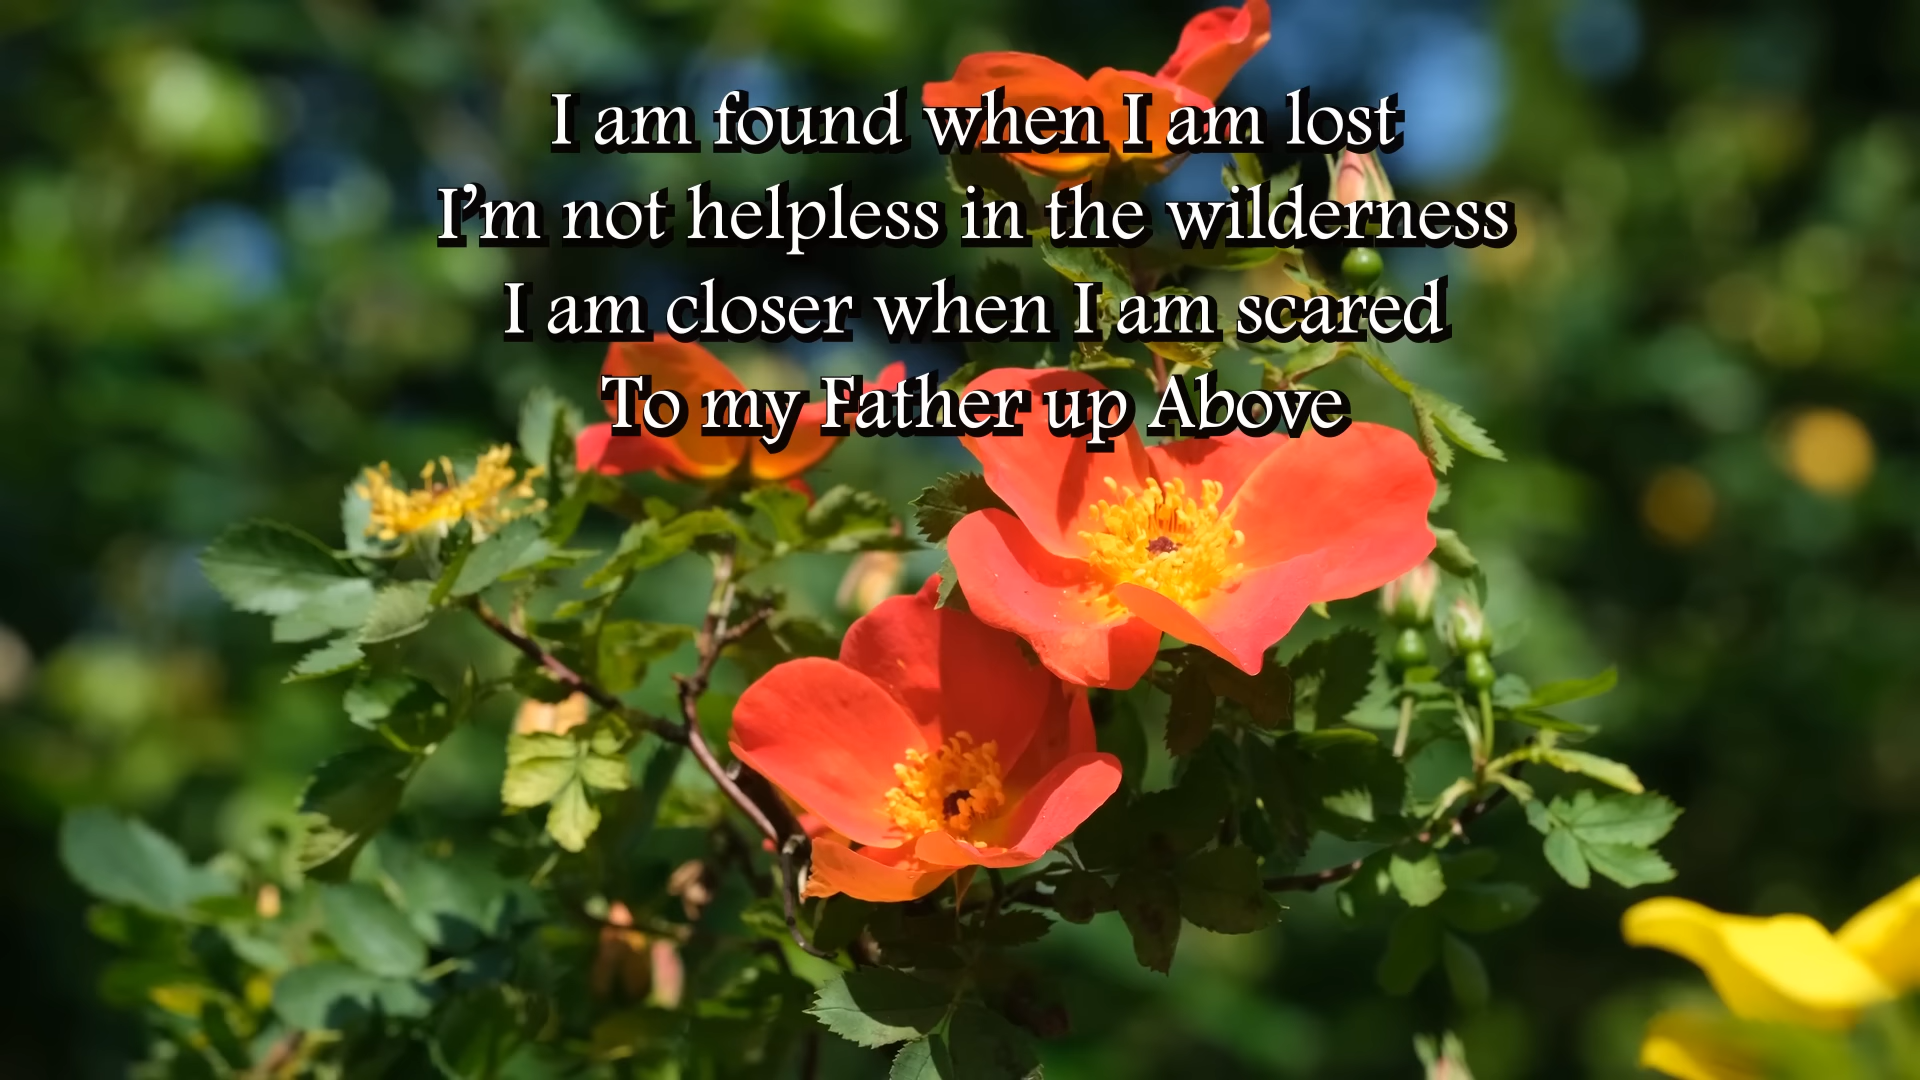 I am found when I am lost
I’m not helpless in the wilderness
I am closer when I am scared
To my Father up Above